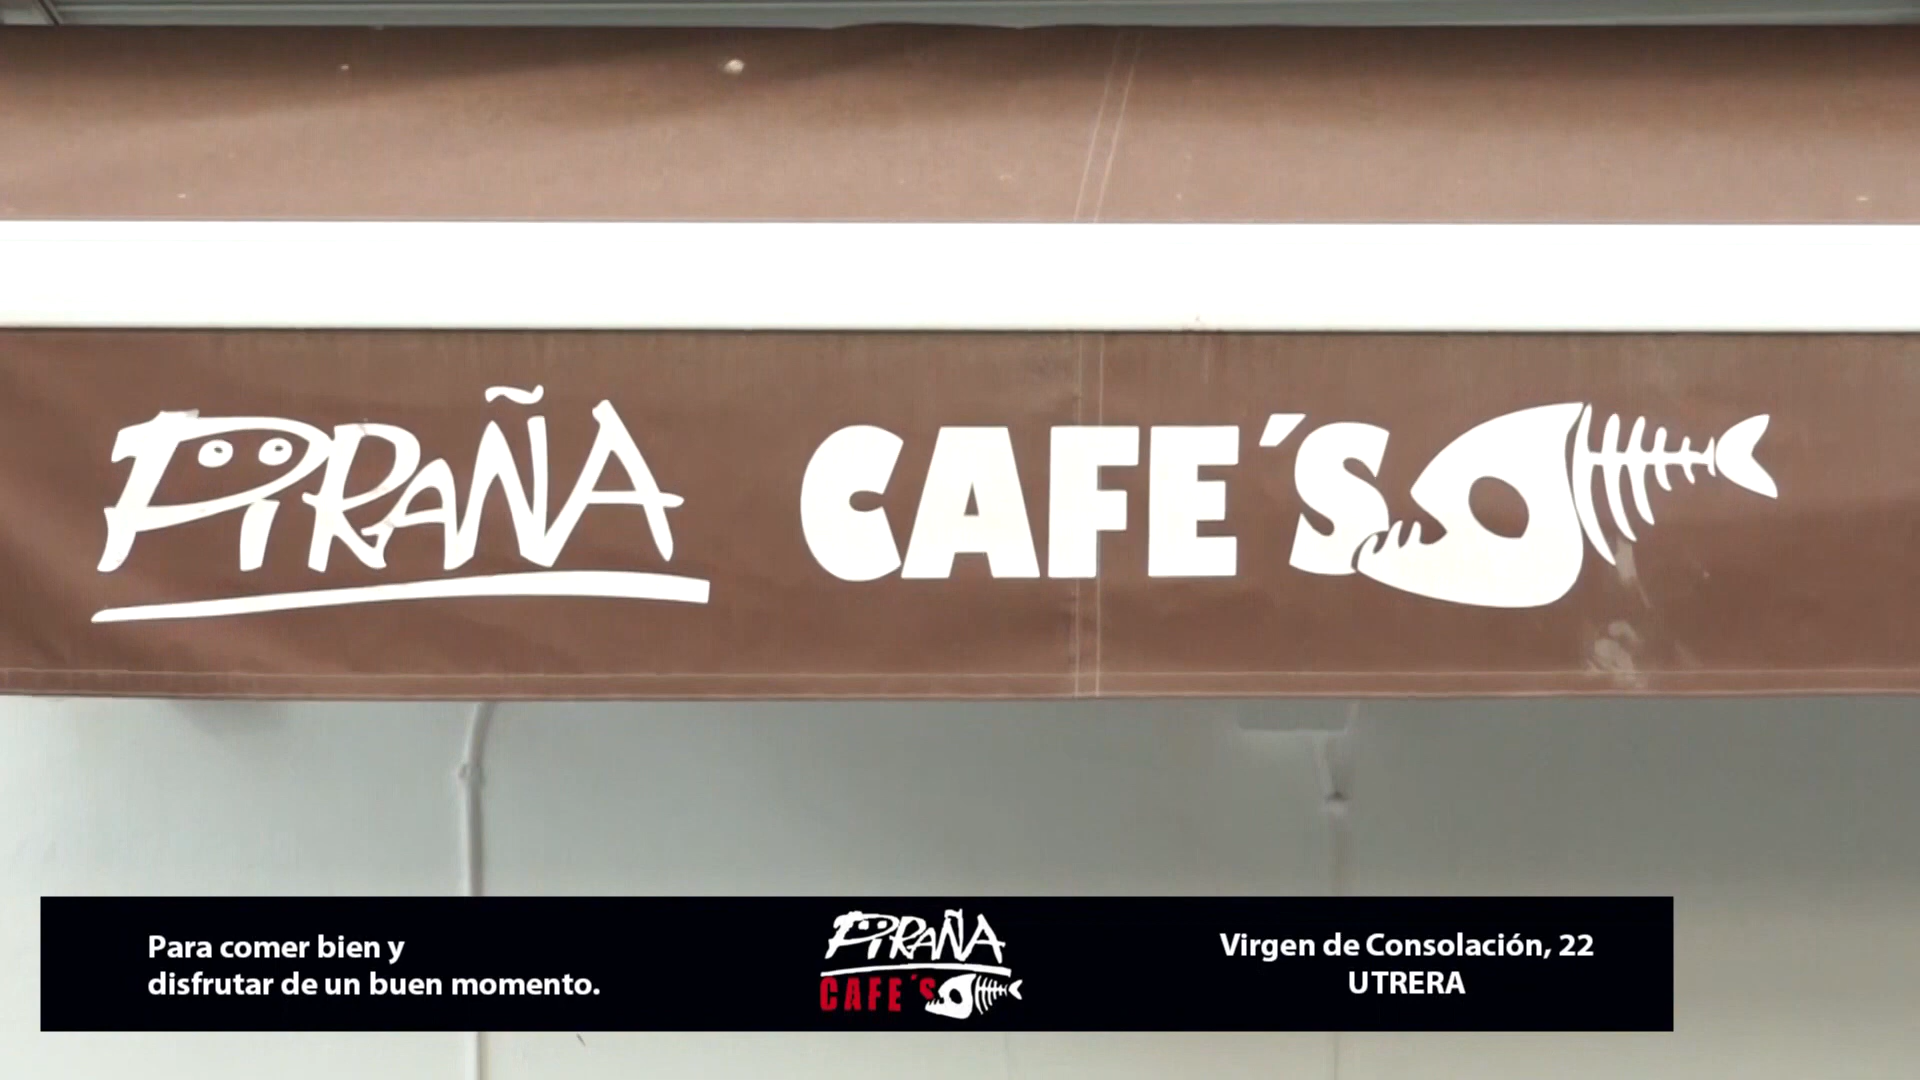 PIRAÑA CAFE´S
Para comer bien y
disfrutar de un buen momento.
PIRAÑA
CAFE´S
Virgen de Consolación, 22
UTRERA